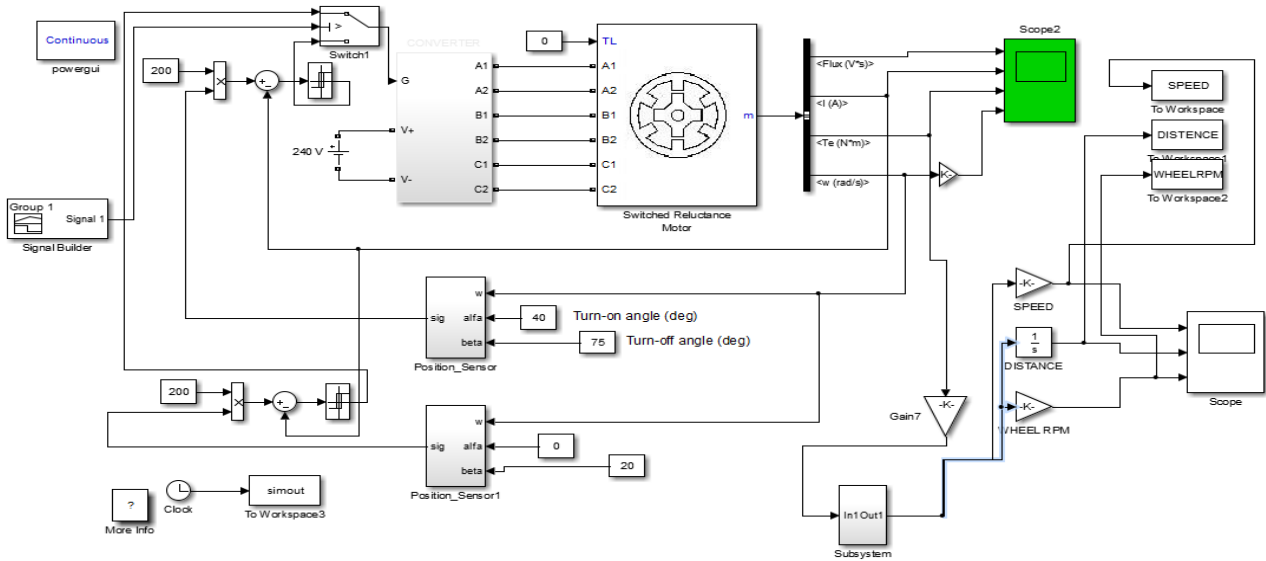 Continuous
powergui
Switch1
>
200
×
+
-
CONVERTER
G
V+
V-
A1
A2
B1
B2
C1
C2
240 V
+
0
TL
A1
A2
B1
B2
C1
C2
m
Switched Reluctance
Motor
<Flux (V*s)>
<I (A)>
<Te (N*m)>
<w (rad/s)>
-K-
Scope2
SPEED
To Workspace
DISTENCE
To Workspace1
WHEELRPM
To Workspace2
Group 1
Signal 1
Signal Builder
w
sig
alfa
beta
Position_Sensor
40
Turn-on angle (deg)
75
Turn-off angle (deg)
-K-
SPEED
1
s
DISTANCE
-K-
WHEEL RPM
Scope
200
×
+
-
-K-
Gain7
w
sig
alfa
beta
Position_Sensor1
0
20
?
More Info
Clock
simout
To Workspace3
In1 Out1
Subsystem